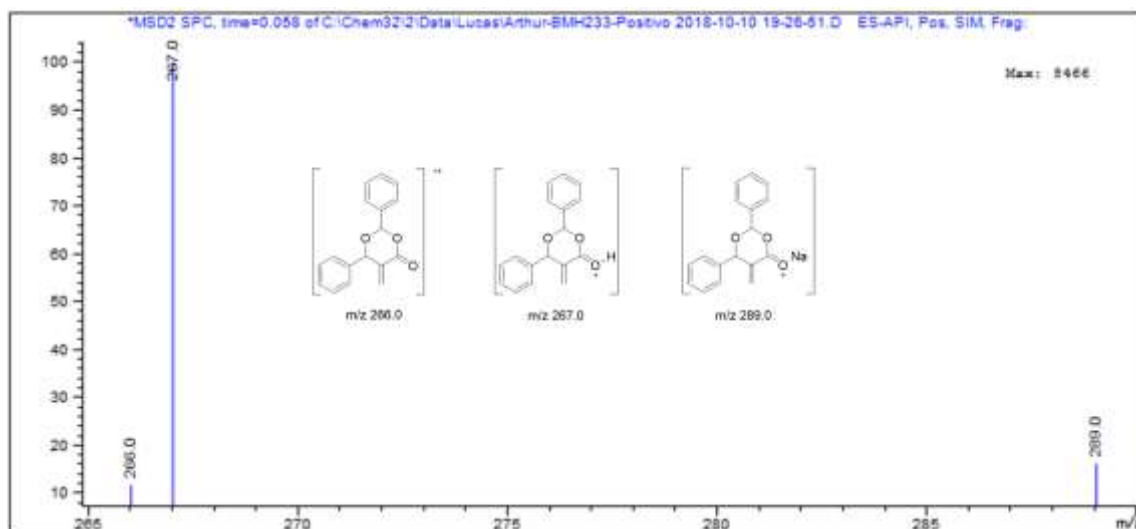 *MSD2 SPC, time=0.058 of C:\Chem32\2\Data\Lucas\Arthur-BMH233-Positivo 2018-10-10 19-26-51.D ES-API, Pos, SIM, Frag:
Max: 8466
267.0
100
90
80
70
60
50
40
30
20
10
O O
O
m/z 266.0
O O
O H
+
m/z 267.0
O O
O Na
+
m/z 289.0
266.0
289.0
265 270 275 280 285 m/